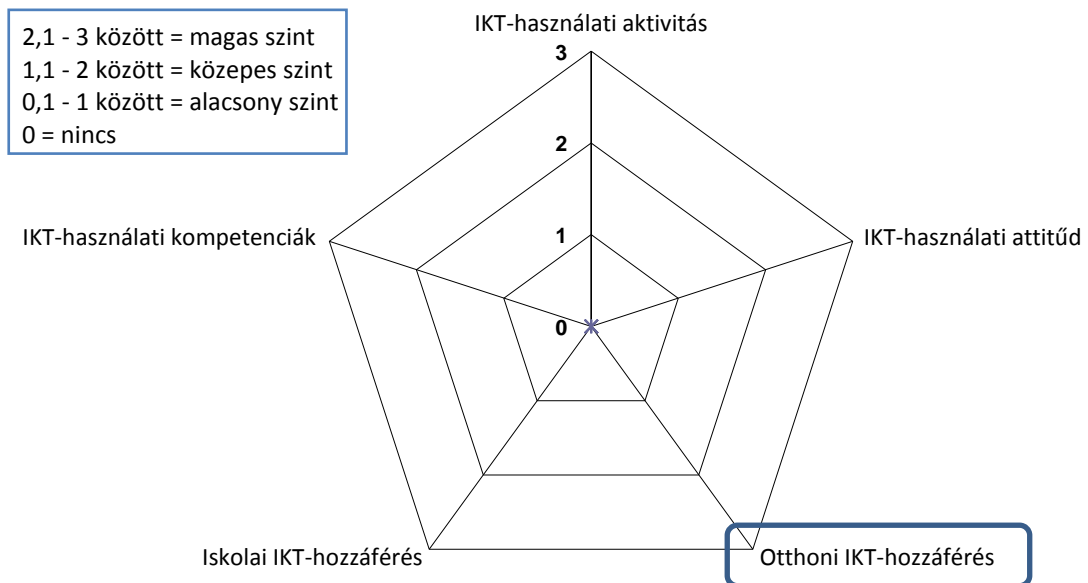 2,1 - 3 között = magas szint
1,1 - 2 között = közepes szint
0,1 - 1 között = alacsony szint
0 = nincs
IKT-használati aktivitás
3
2
1
0
IKT-használati kompetenciák
IKT-használati attitűd
Iskolai IKT-hozzáférés
Otthoni IKT-hozzáférés